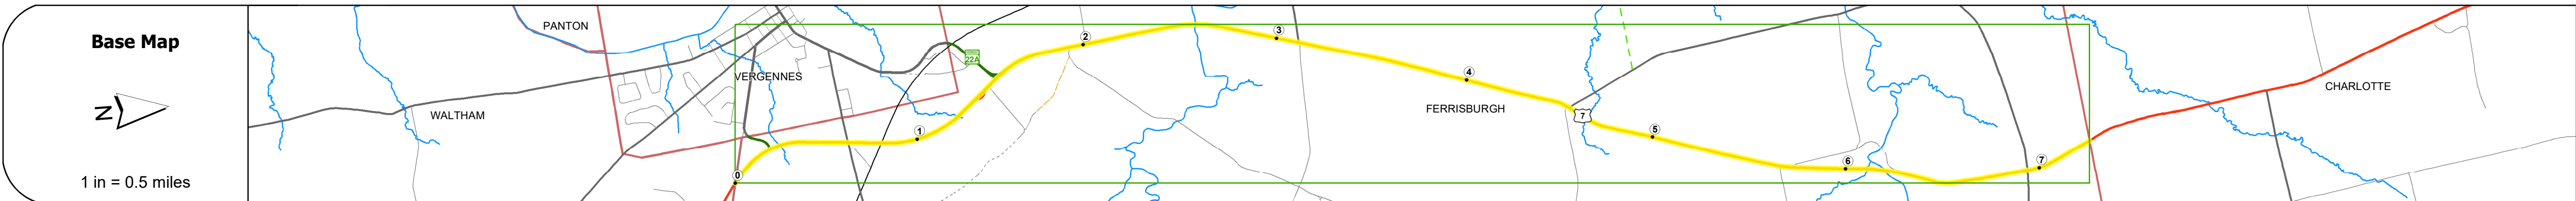 Base Map
N
1 in = 0.5 miles
PANTON
WALTHAM
VERGENNES
22A
FERRISBURGH
7
CHARLOTTE
0
1
2
3
4
5
6
7